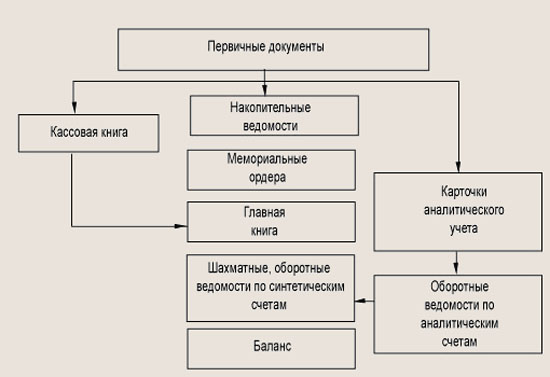 Первичные документы
Накопительные
ведомости
Кассовая книга
Мемориальные
ордера
Карточки
аналитического
учета
Главная
книга
Шахматные, оборотные
ведомости по синтетическим
счетам
Оборотные
ведомости по
аналитическим
счетам
Баланс